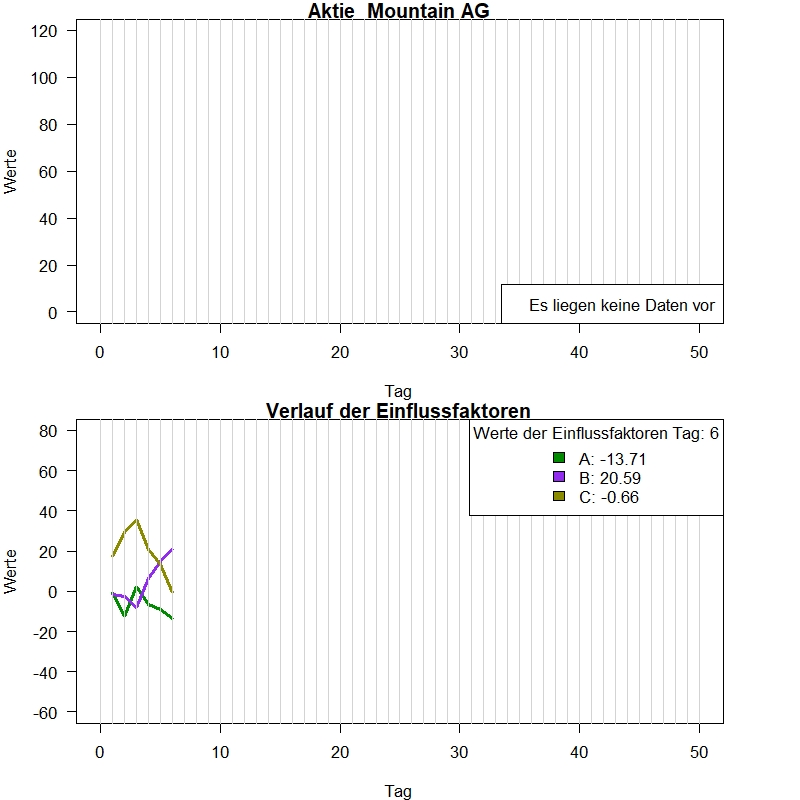 Aktie  Mountain AG
120
100
80
60
40
20
0
Werte
Es liegen keine Daten vor
0 10 20 30 40 50
Tag
Verlauf der Einflussfaktoren
80
60
40
20
0
-20
-40
-60
Werte
Werte der Einflussfaktoren Tag: 6
A: -13.71
B: 20.59
C: -0.66
0 10 20 30 40 50
Tag